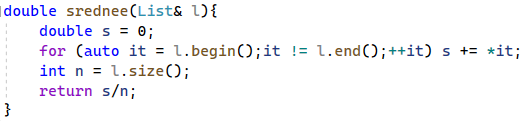 double srednee(List& l){
    double s = 0;
    for (auto it = l.begin();it != l.end();++it) s += *it;
    int n = l.size();
    return s/n;
}